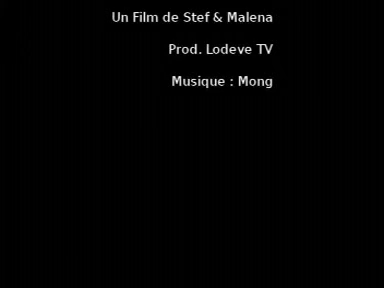 Un Film de Stef & Malena
Prod. Lodeve TV
Musique : Mong